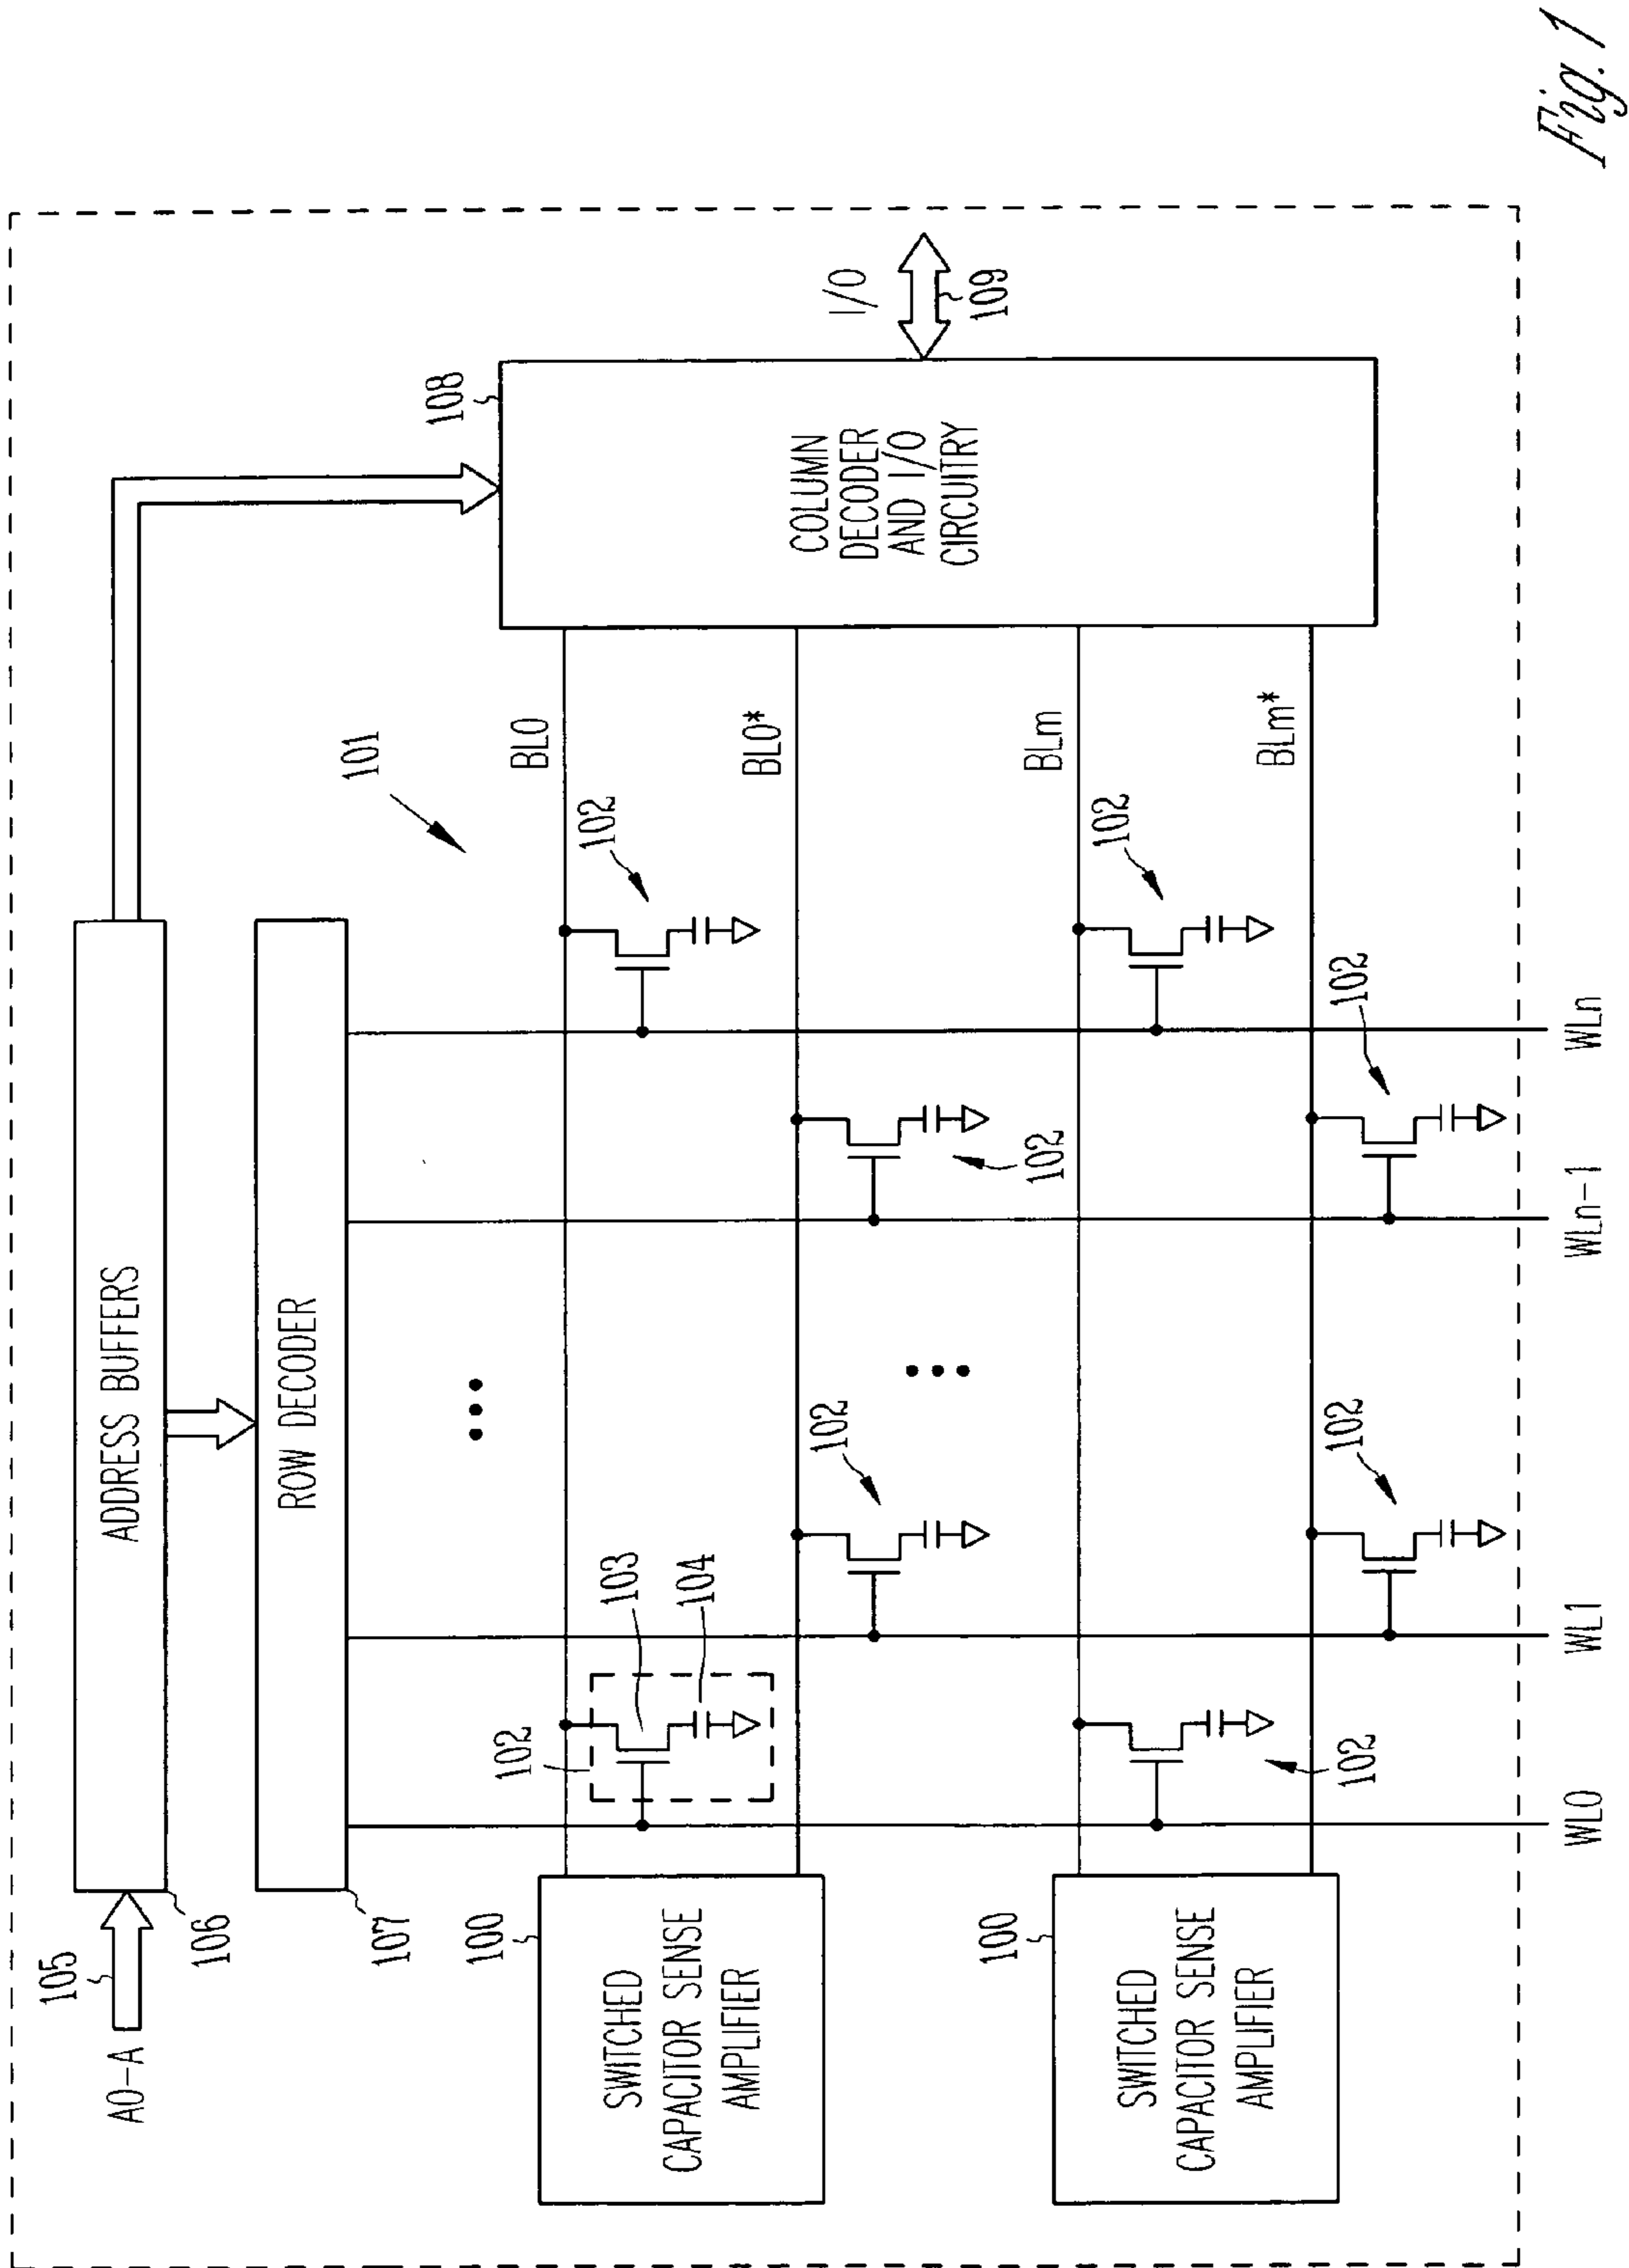 105
A0-A
ADDRESS BUFFERS
106
ROW DECODER
107
101
108
COLUMN
DECODER
AND I/O
CIRCUITRY
I/O
109
100
SWITCHED
CAPACITOR SENSE
AMPLIFIER
102
103
104
BL0
102
BL0*
102
102
100
SWITCHED
CAPACITOR SENSE
AMPLIFIER
102
BLm
102
BLm*
102
102
WL0
WL1
WLn-1
WLn
Fig. 1